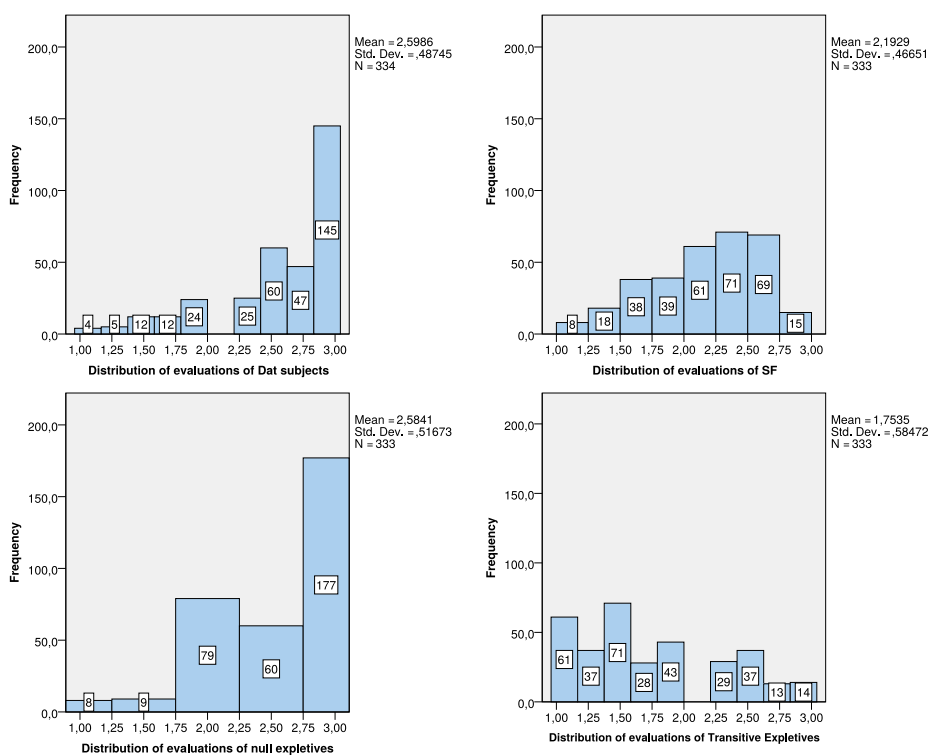 Mean =2,5986
Std. Dev. =,48745
N =334
Frequency
200,0
150,0
100,0
50,0
0,0
4
5
12
12
24
25
60
47
145
1,00 1,25 1,50 1,75 2,00 2,25 2,50 2,75 3,00
Distribution of evaluations of Dat subjects
Mean =2,1929
Std. Dev. =,46651
N =333
Frequency
200,0
150,0
100,0
50,0
0,0
8
18
38
39
61
71
69
15
1,00 1,25 1,50 1,75 2,00 2,25 2,50 2,75 3,00
Distribution of evaluations of SF
Mean =2,5841
Std. Dev. =,51673
N =333
Frequency
200,0
150,0
100,0
50,0
0,0
8
9
79
60
177
1,00 1,25 1,50 1,75 2,00 2,25 2,50 2,75 3,00
Distribution of evaluations of null expletives
Mean =1,7535
Std. Dev. =,58472
N =333
Frequency
200,0
150,0
100,0
50,0
0,0
61
37
71
28
43
29
37
13
14
1,00 1,25 1,50 1,75 2,00 2,25 2,50 2,75 3,00
Distribution of evaluations of Transitive Expletives